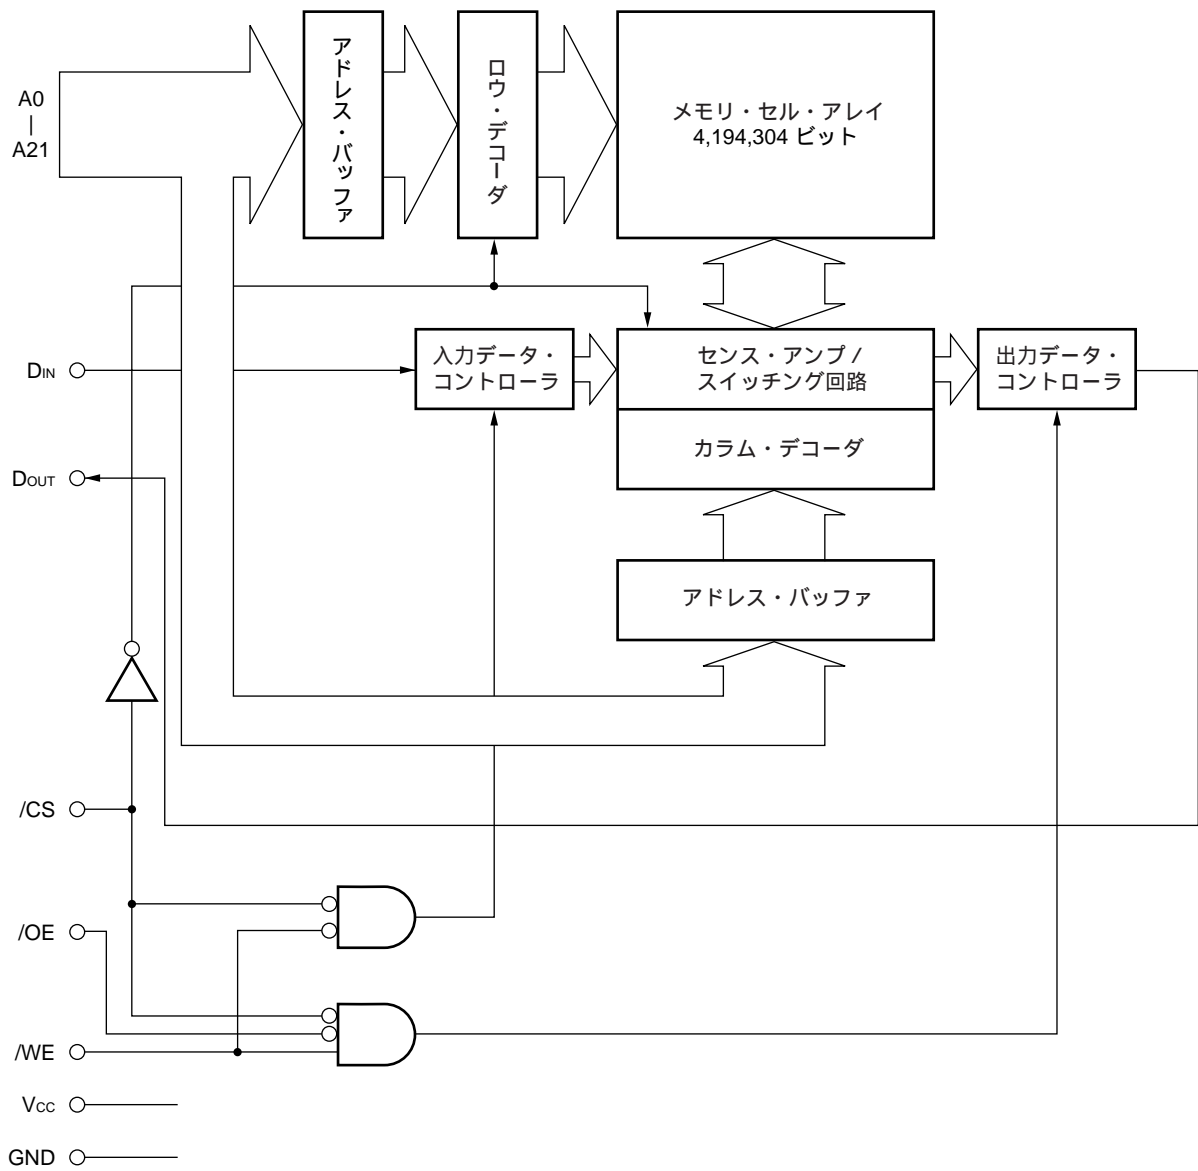 A0
|
A21
アドレス・バッファ
ロウ・デコーダ
メモリ・セル・アレイ
4,194,304 ビット
DIN
入力データ・
コントローラ
センス・アンプ /
スイッチング回路
出力データ・
コントローラ
カラム・デコーダ
DOUT
アドレス・バッファ
/CS
/OE
/WE
VCC
GND